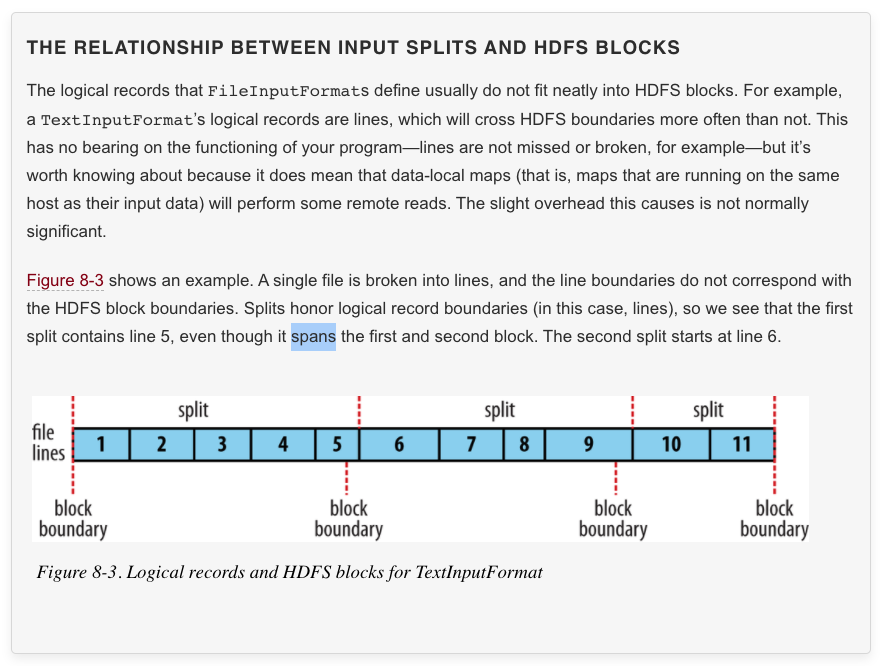 THE RELATIONSHIP BETWEEN INPUT SPLITS AND HDFS BLOCKS
The logical records that FileInputFormats define usually do not fit neatly into HDFS blocks. For example,
a TextInputFormat’s logical records are lines, which will cross HDFS boundaries more often than not. This
has no bearing on the functioning of your program—lines are not missed or broken, for example—but it’s
worth knowing about because it does mean that data-local maps (that is, maps that are running on the same
host as their input data) will perform some remote reads. The slight overhead this causes is not normally
significant.
Figure 8-3 shows an example. A single file is broken into lines, and the line boundaries do not correspond with
the HDFS block boundaries. Splits honor logical record boundaries (in this case, lines), so we see that the first
split contains line 5, even though it spans the first and second block. The second split starts at line 6.
split split split
file
lines
1 2 3 4 5 6 7 8 9 10 11
block block block block
boundary boundary boundary boundary
Figure 8-3. Logical records and HDFS blocks for TextInputFormat